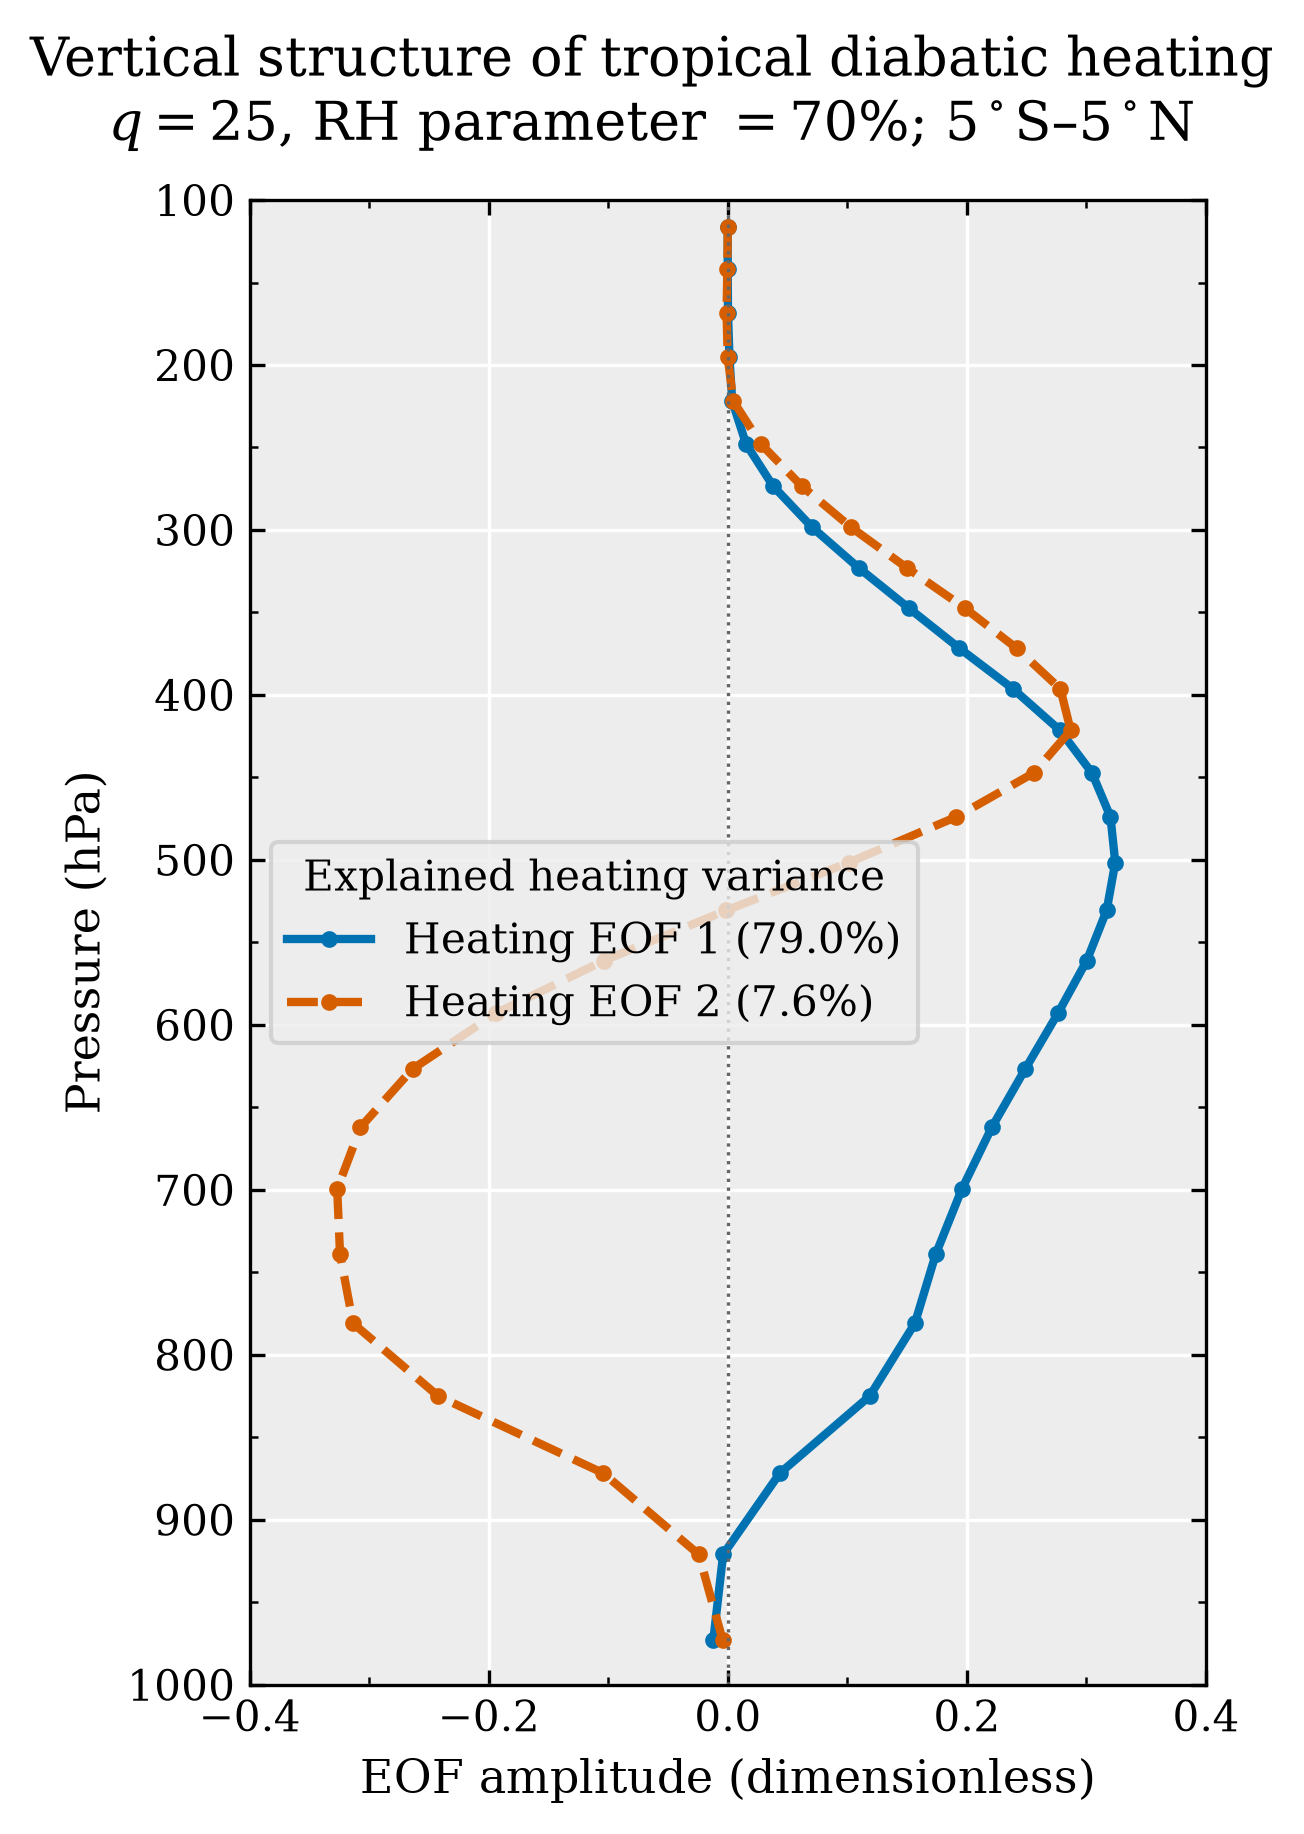 Vertical structure of tropical diabatic heating
q = 25, RH parameter = 70%; 5°S–5°N
100
200
300
400
500
600
700
800
900
1000
Pressure (hPa)
Explained heating variance
Heating EOF 1 (79.0%)
Heating EOF 2 (7.6%)
−0.4 −0.2 0.0 0.2 0.4
EOF amplitude (dimensionless)